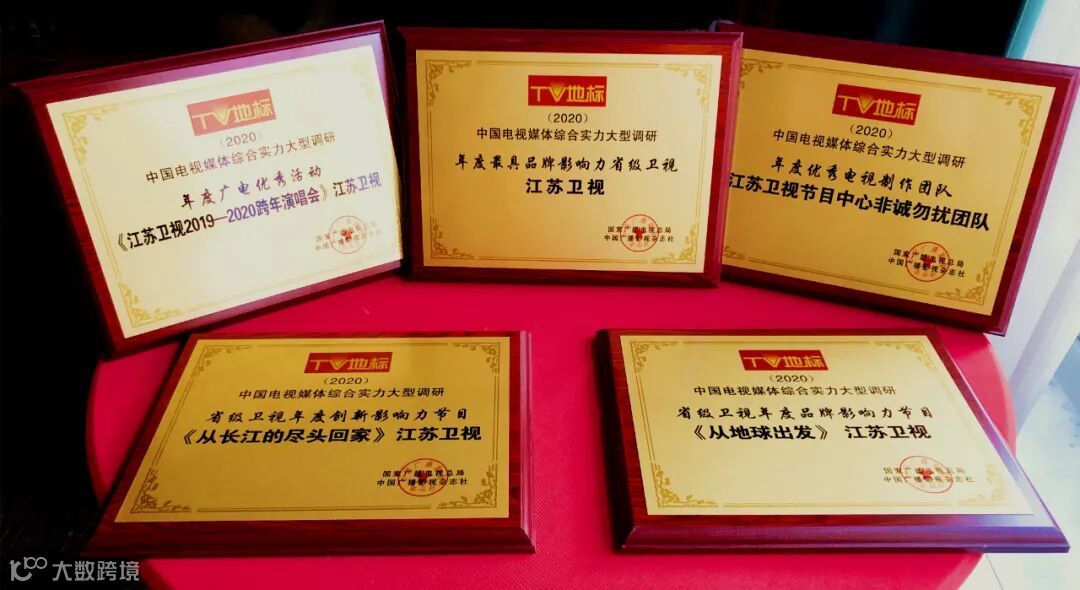 TV地标
（2020）
中国电视媒体综合实力大型调研
年度广电优秀活动
《江苏卫视2019—2020跨年演唱会》江苏卫视
国家广播电视总局
中国广播影视杂志社
TV地标
（2020）
中国电视媒体综合实力大型调研
年度最具品牌影响力省级卫视
江苏卫视
国家广播电视总局
中国广播影视杂志社
TV地标
（2020）
中国电视媒体综合实力大型调研
年度优秀电视制作团队
江苏卫视节目中心非诚勿扰团队
国家广播电视总局
中国广播影视杂志社
TV地标
（2020）
中国电视媒体综合实力大型调研
省级卫视年度创新影响力节目
《从长江的尽头回家》江苏卫视
国家广播电视总局
中国广播影视杂志社
TV地标
（2020）
中国电视媒体综合实力大型调研
省级卫视年度品牌影响力节目
《从地球出发》江苏卫视
国家广播电视总局
中国广播影视杂志社
大数跨境